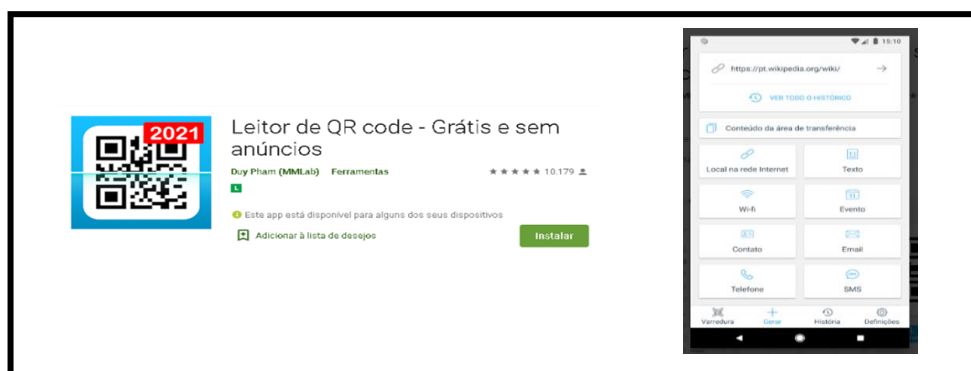 2021
Leitor de QR code - Grátis e sem
anúncios
Duy Pham (MMLab) Ferramentas
10.179
L
Este app está disponível para alguns dos seus dispositivos
Adicionar à lista de desejos
Instalar
15:10
https://pt.wikipedia.org/wiki/
VER TODO O HISTÓRICO
Conteúdo da área de transferência
Local na rede Internet
Texto
Wi-fi
Evento
Contato
Email
Telefone
SMS
Varredura Gerar História Definições